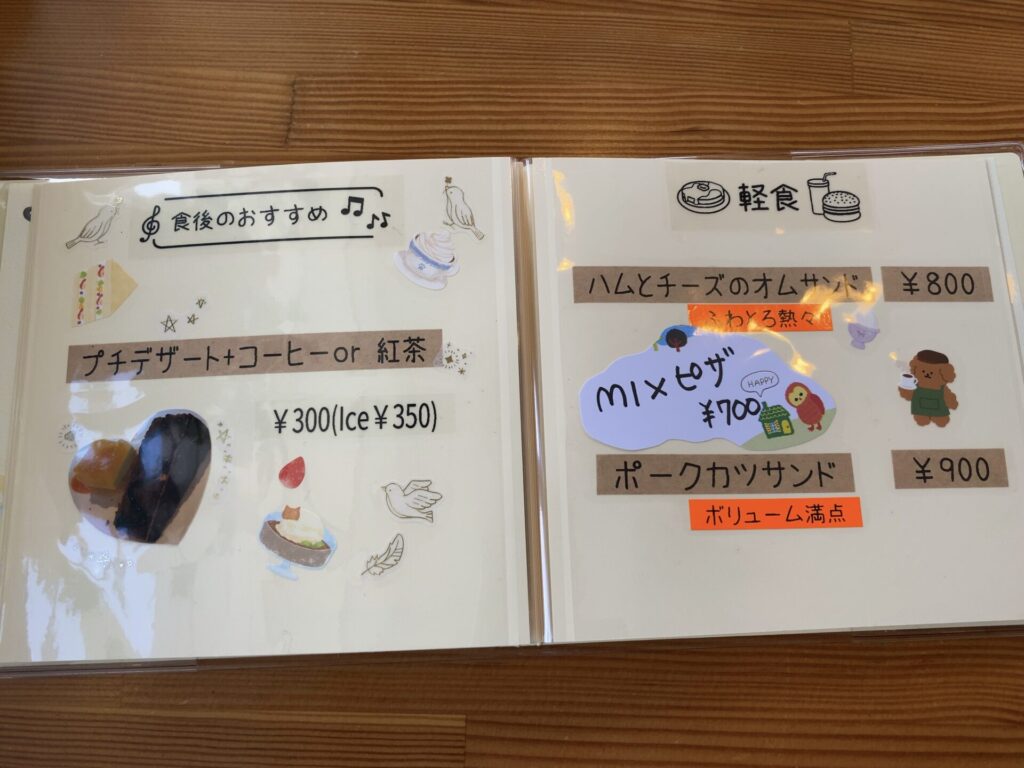 食後のおすすめ
プチデザート+コーヒーor 紅茶
￥300(Ice￥350)
軽食
ハムとチーズのオムサンド ￥800
ふわとろ熱々
MIXピザ
¥700
HAPPY
ポークカツサンド ￥900
ボリューム満点